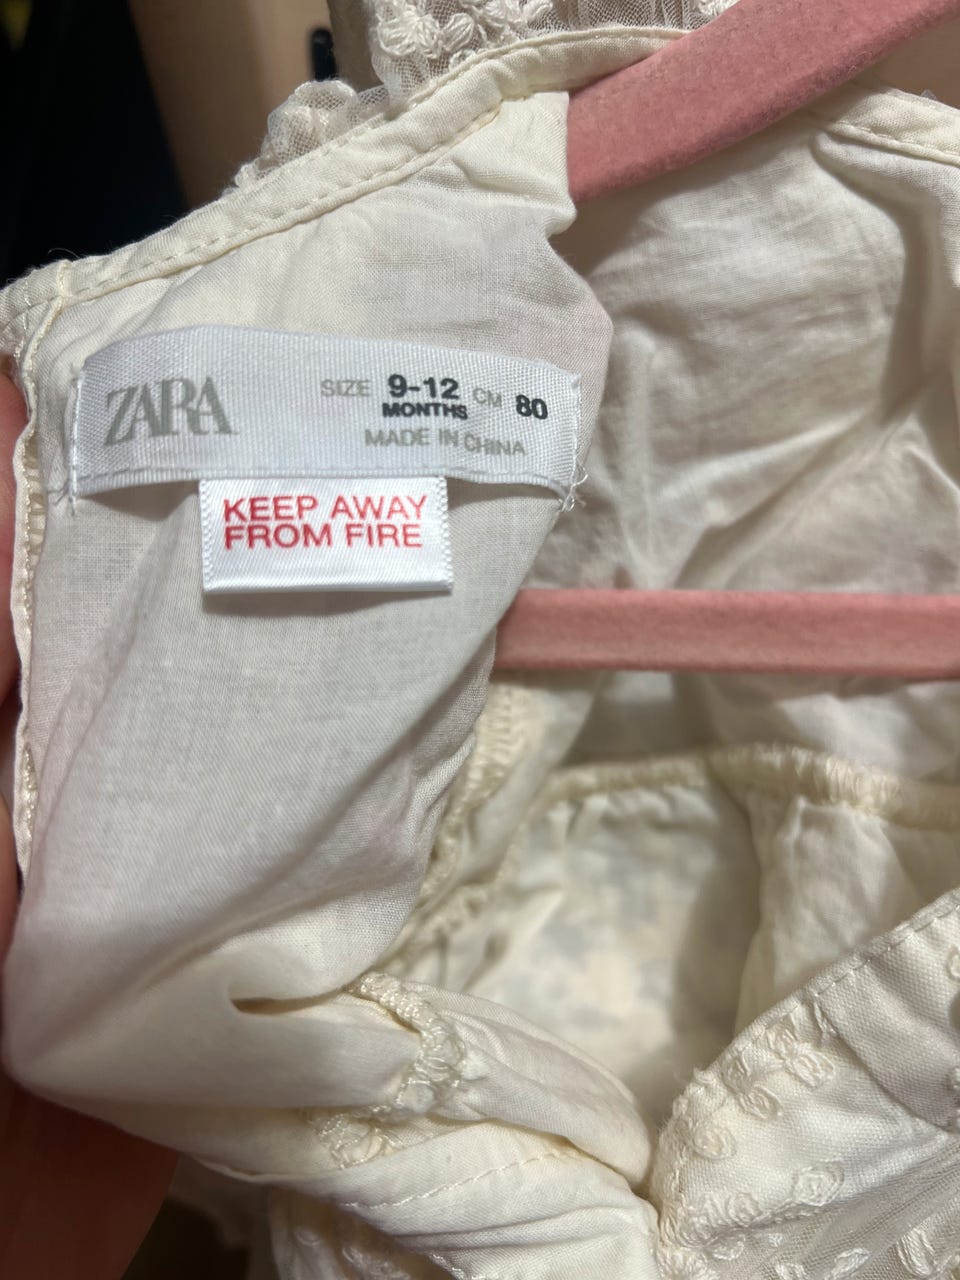 ZARA
SIZE 9-12 MONTHS CM 80
MADE IN CHINA
KEEP AWAY
FROM FIRE